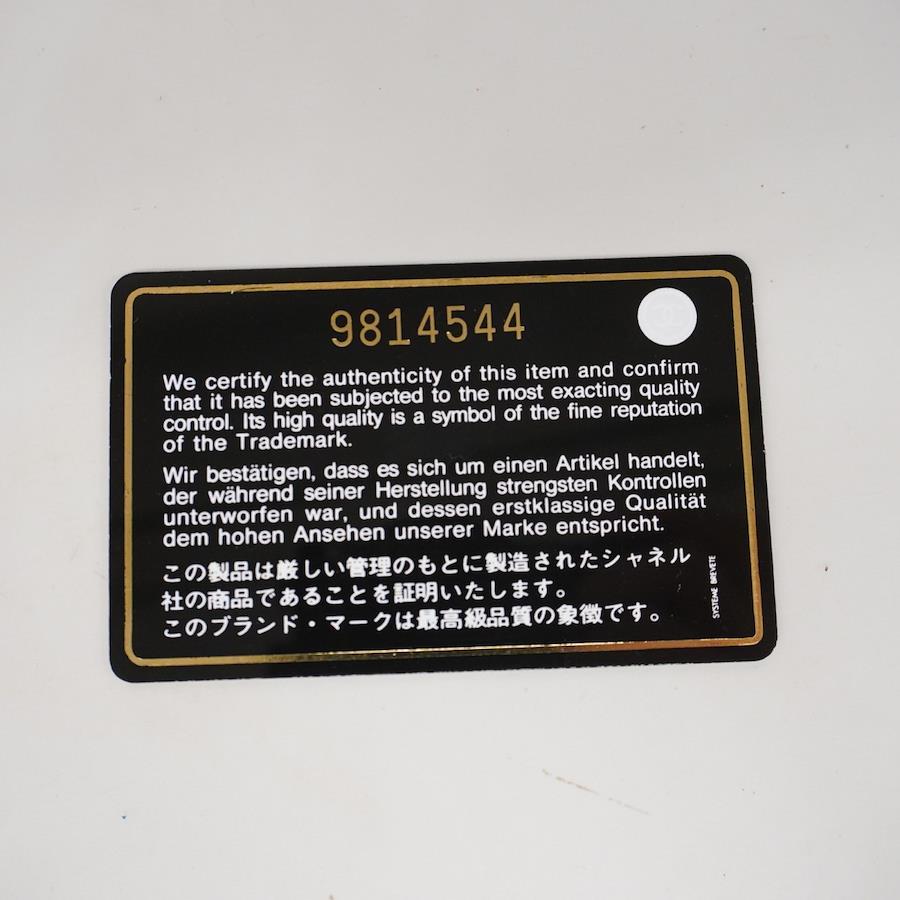 9814544
We certify the authenticity of this item and confirm
that it has been subjected to the most exacting quality
control. Its high quality is a symbol of the fine reputation
of the Trademark.
Wir bestätigen, dass es sich um einen Artikel handelt,
der während seiner Herstellung strengsten Kontrollen
unterworfen war, und dessen erstklassige Qualität
dem hohen Ansehen unserer Marke entspricht.
この製品は厳しい管理のもとに製造されたシャネル
社の商品であることを証明いたします。
このブランド・マークは最高級品質の象徴です。
SYSTEME BREVETE